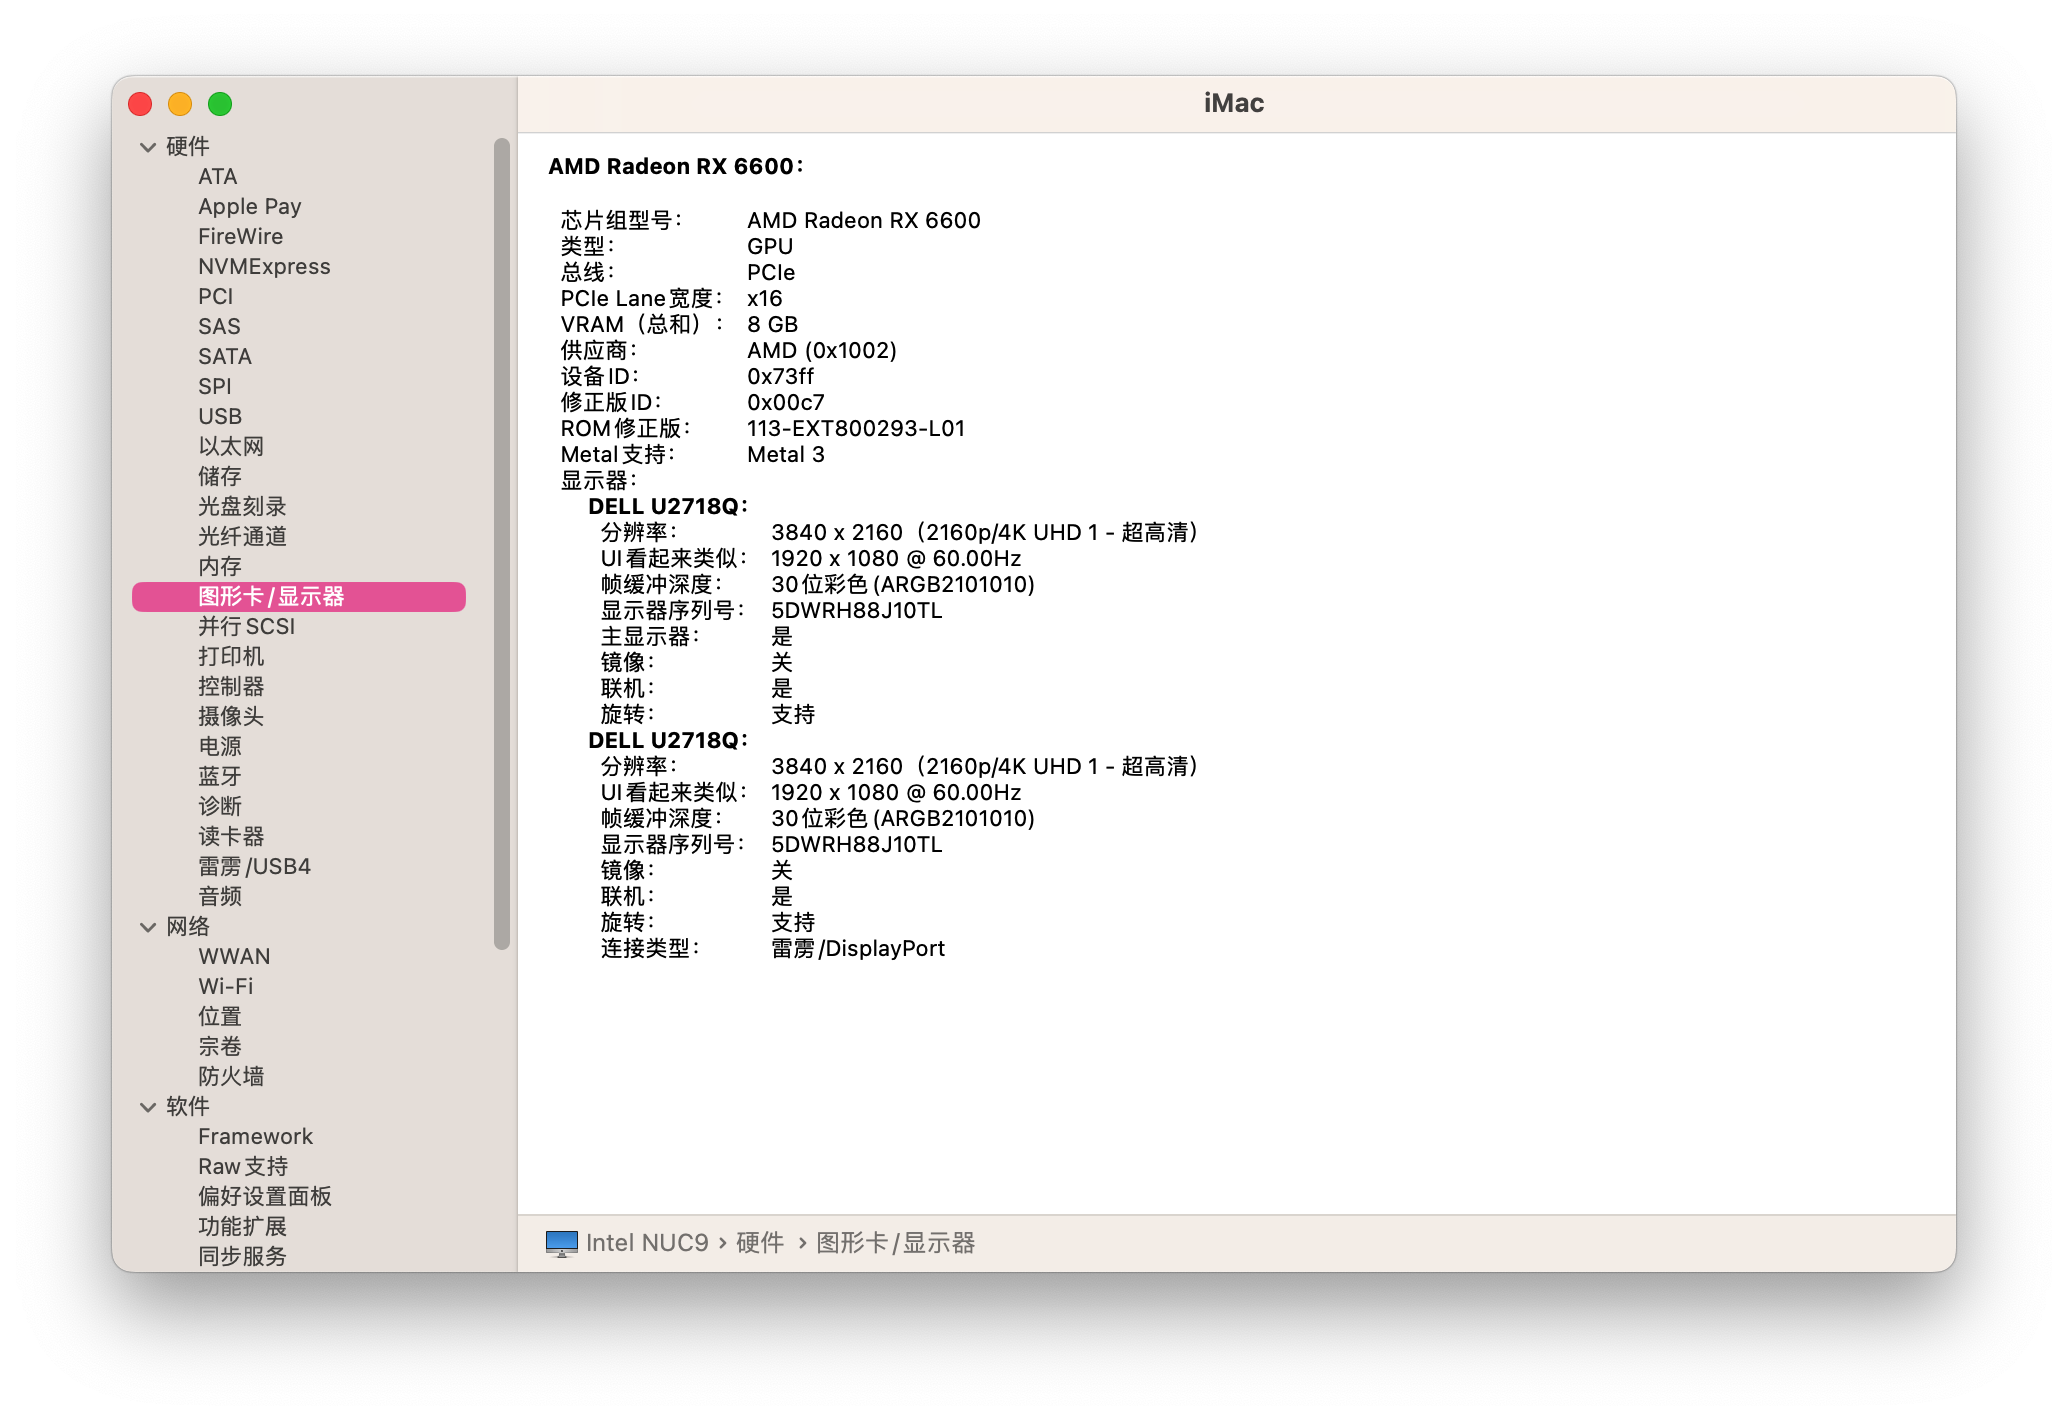 iMac
硬件
ATA
Apple Pay
FireWire
NVMExpress
PCI
SAS
SATA
SPI
USB
以太网
储存
光盘刻录
光纤通道
内存
图形卡/显示器
并行SCSI
打印机
控制器
摄像头
电源
蓝牙
诊断
读卡器
雷雳/USB4
音频
网络
WWAN
Wi-Fi
位置
宗卷
防火墙
软件
Framework
Raw支持
偏好设置面板
功能扩展
同步服务
AMD Radeon RX 6600：
芯片组型号： AMD Radeon RX 6600
类型： GPU
总线： PCIe
PCIe Lane宽度： x16
VRAM（总和）： 8 GB
供应商： AMD (0x1002)
设备ID： 0x73ff
修正版ID： 0x00c7
ROM修正版： 113-EXT800293-L01
Metal支持： Metal 3
显示器：
DELL U2718Q：
分辨率： 3840 x 2160（2160p/4K UHD 1 - 超高清）
UI看起来类似： 1920 x 1080 @ 60.00Hz
帧缓冲深度： 30位彩色 (ARGB2101010)
显示器序列号： 5DWRH88J10TL
主显示器： 是
镜像： 关
联机： 是
旋转： 支持
DELL U2718Q：
分辨率： 3840 x 2160（2160p/4K UHD 1 - 超高清）
UI看起来类似： 1920 x 1080 @ 60.00Hz
帧缓冲深度： 30位彩色 (ARGB2101010)
显示器序列号： 5DWRH88J10TL
镜像： 关
联机： 是
旋转： 支持
连接类型： 雷雳/DisplayPort
Intel NUC9 › 硬件 › 图形卡/显示器